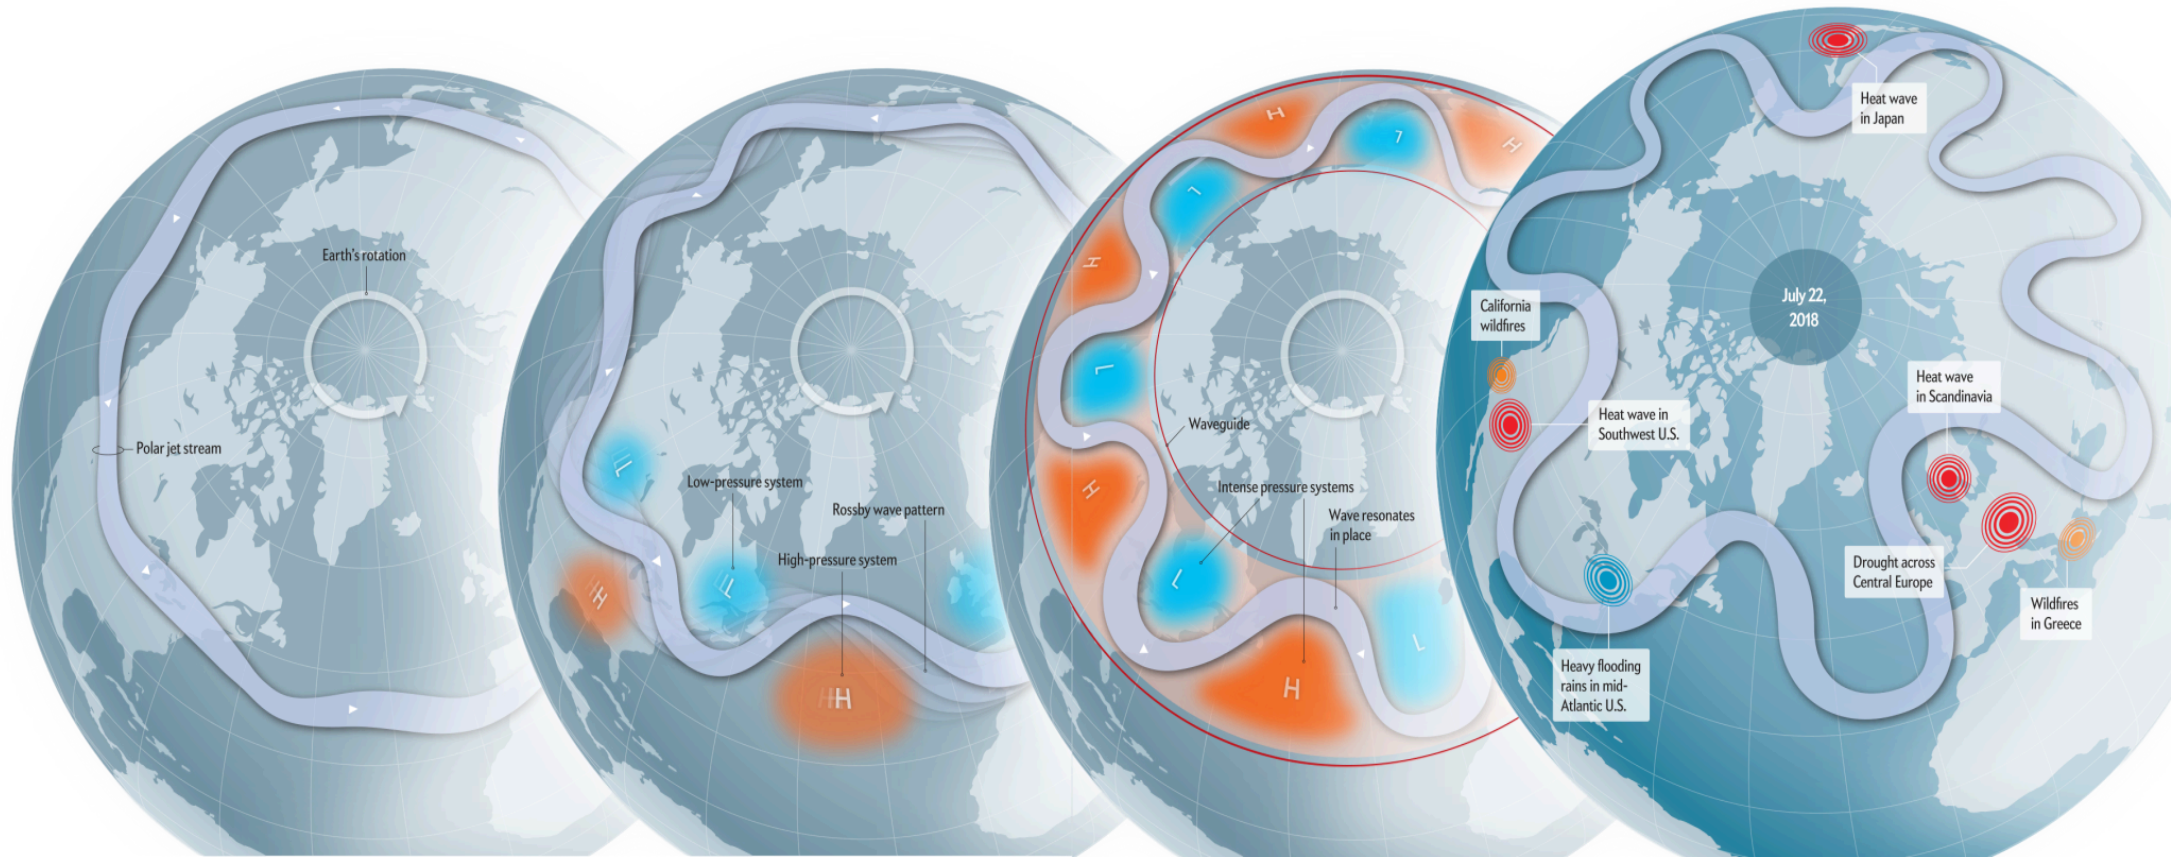 Earth's rotation
Polar jet stream
L
Low-pressure system
Rossby wave pattern
High-pressure system
L
H
H
H
L
H
L
H
L
Waveguide
H
Intense pressure systems
Wave resonates
in place
L
L
H
Heat wave
in Japan
July 22,
2018
California
wildfires
Heat wave
in Scandinavia
Heat wave in
Southwest U.S.
Drought across
Central Europe
Wildfires
in Greece
Heavy flooding
rains in mid-
Atlantic U.S.